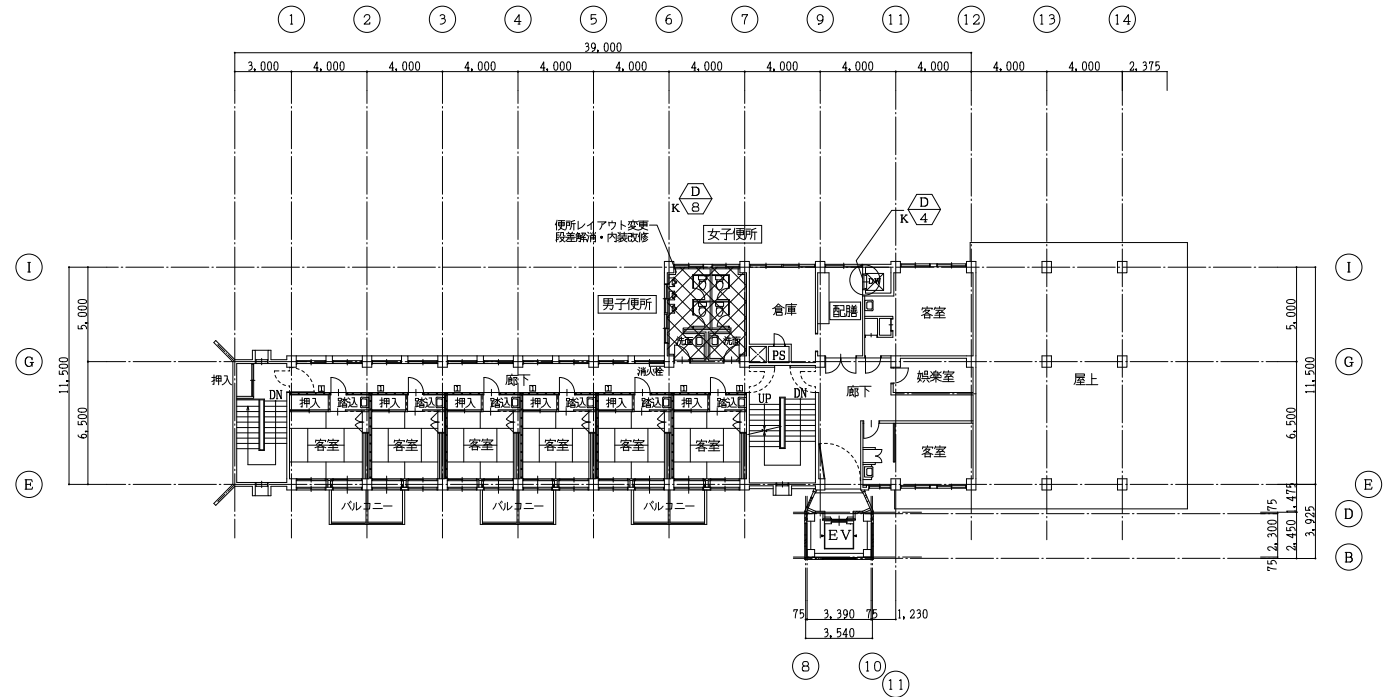 1 2 3 4 5 6 7 9 11 12 13 14
39,000
3,000 4,000 4,000 4,000 4,000 4,000 4,000 4,000 4,000 4,000 4,000 2,375
D
K 8
D
K 4
便所レイアウト変更
段差解消・内装改修
女子便所
I I
男子便所
倉庫 配膳 DW 客室
5,000 5,000
洗面 洗面
PS
G G
押入 廊下 消火栓 廊下 娯楽室 屋上
11,500 11,500
DN UP DN
押入 踏込 押入 踏込 押入 踏込 押入 踏込 押入 踏込 押入 踏込
6,500 6,500
客室 客室 客室 客室 客室 客室 客室
E E
バルコニー バルコニー バルコニー
1,475
75
D
EV
2,300 2,450 3,925
B
75
75 3,390 75 1,230
3,540
8 10
11